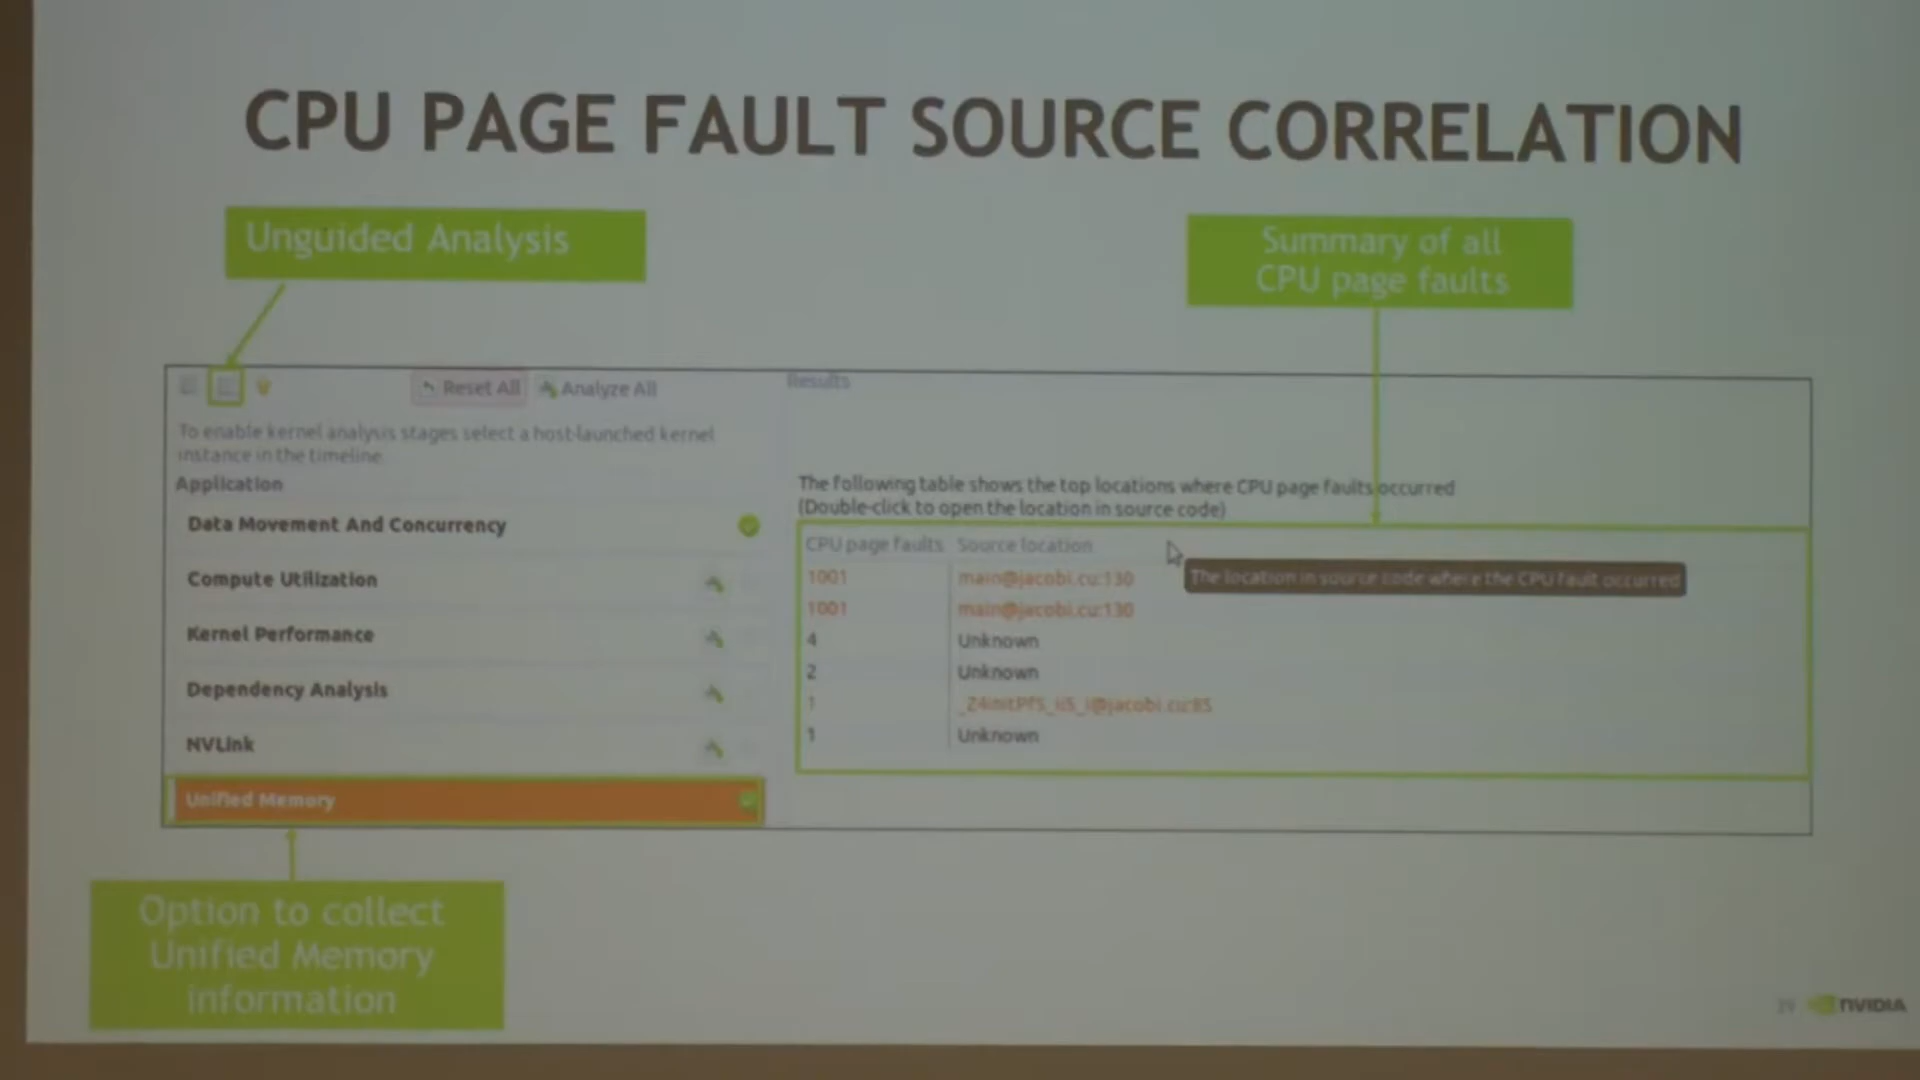 CPU PAGE FAULT SOURCE CORRELATION
Unguided Analysis
Summary of all
CPU page faults
Reset All
Analyze All
Results
To enable kernel analysis stages select a host-launched kernel
instance in the timeline
Application
Data Movement And Concurrency
Compute Utilization
Kernel Performance
Dependency Analysis
NVLink
Unified Memory
The following table shows the top locations where CPU page faults occurred
(Double-click to open the location in source code)
CPU page faults Source location
1001 main@jacobi.cu:130
The location in source code where the CPU fault occurred
1001 main@jacobi.cu:130
4 Unknown
2 Unknown
1
1 Unknown
Option to collect
Unified Memory
information
NVIDIA